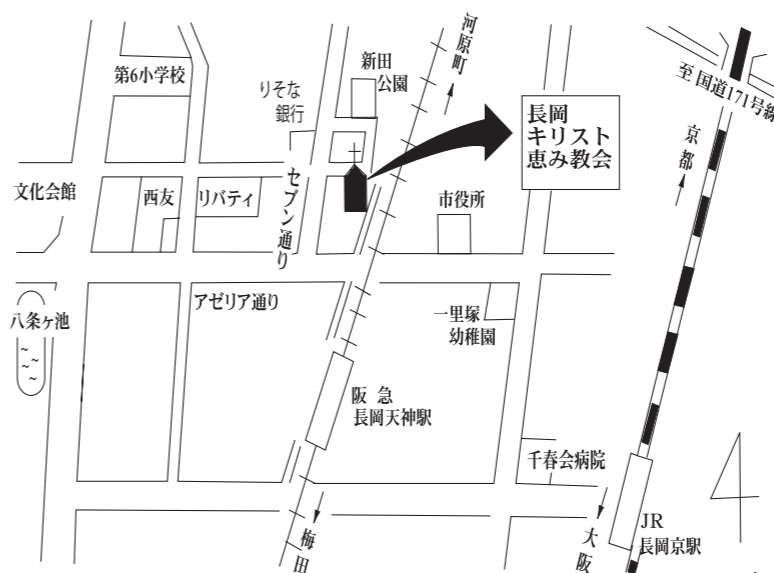 河原町
新田
公園
第6小学校
りそな
銀行
至 国道171号線
長岡
キリスト
恵み教会
京都
文化会館
西友
リバティ
セブン通り
市役所
アゼリア通り
八条ヶ池
一里塚
幼稚園
阪 急
長岡天神駅
千春会病院
JR
長岡京駅
梅田
大阪